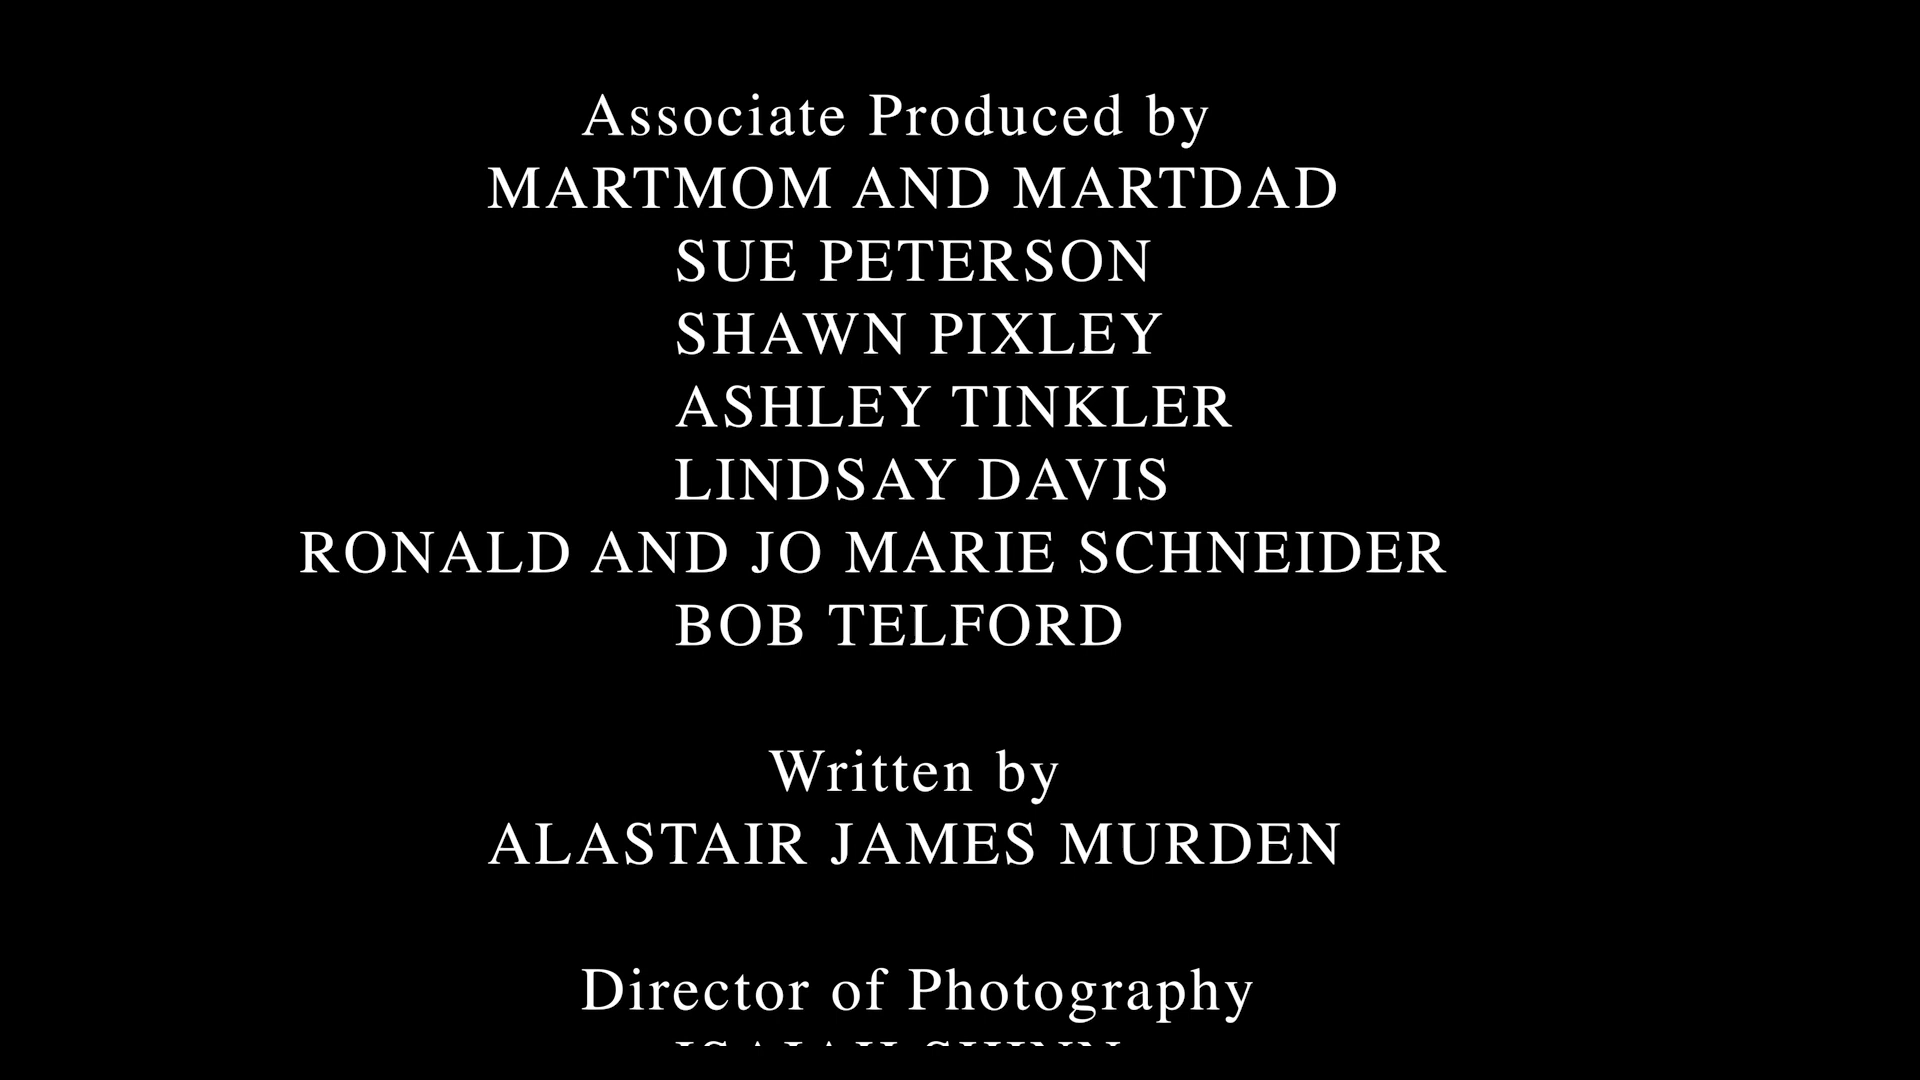 Associate Produced by
MARTMOM AND MARTDAD
SUE PETERSON
SHAWN PIXLEY
ASHLEY TINKLER
LINDSAY DAVIS
RONALD AND JO MARIE SCHNEIDER
BOB TELFORD
Written by
ALASTAIR JAMES MURDEN
Director of Photography